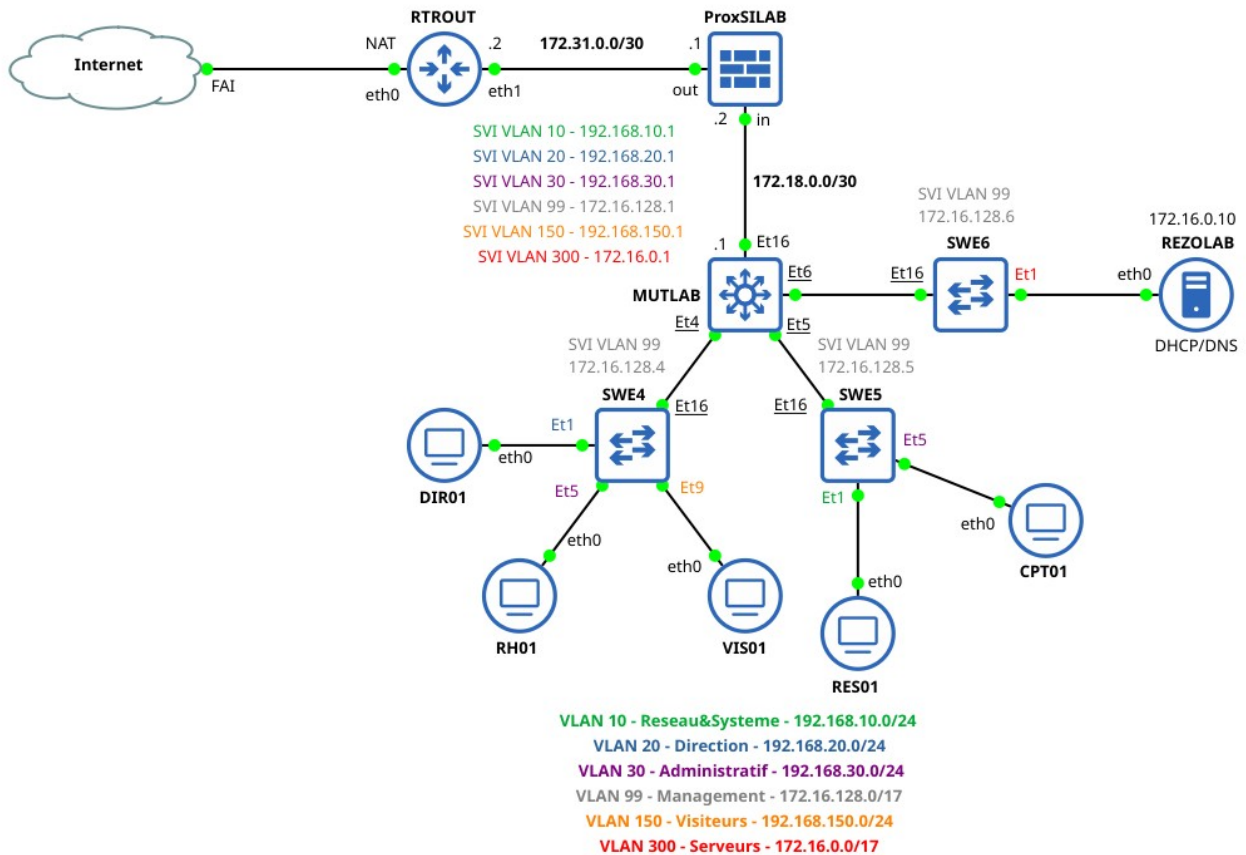 RTROUT
ProxSILAB
Internet
NAT
.2
172.31.0.0/30
.1
FAI
eth0
eth1
out
.2
in
SVI VLAN 10 - 192.168.10.1
SVI VLAN 20 - 192.168.20.1
SVI VLAN 30 - 192.168.30.1
SVI VLAN 99 - 172.16.128.1
SVI VLAN 150 - 192.168.150.1
SVI VLAN 300 - 172.16.0.1
172.18.0.0/30
SVI VLAN 99
172.16.128.6
172.16.0.10
.1
Et16
SWE6
REZOLAB
MUTLAB
Et6
Et16
Et1
eth0
Et4
Et5
DHCP/DNS
SVI VLAN 99
172.16.128.4
SVI VLAN 99
172.16.128.5
SWE4
Et16
Et16
SWE5
Et1
eth0
DIR01
Et5
Et9
Et5
Et1
eth0
eth0
eth0
eth0
RH01
VIS01
RES01
CPT01
VLAN 10 - Reseau&Systeme - 192.168.10.0/24
VLAN 20 - Direction - 192.168.20.0/24
VLAN 30 - Administratif - 192.168.30.0/24
VLAN 99 - Management - 172.16.128.0/17
VLAN 150 - Visiteurs - 192.168.150.0/24
VLAN 300 - Serveurs - 172.16.0.0/17